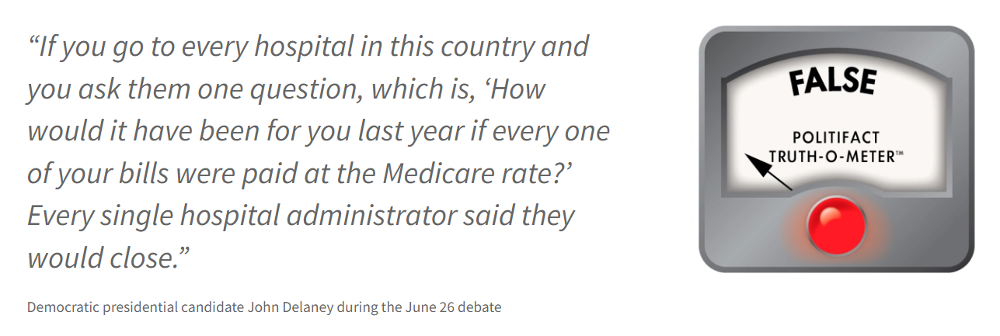 “If you go to every hospital in this country and
you ask them one question, which is, ‘How
would it have been for you last year if every one
of your bills were paid at the Medicare rate?’
Every single hospital administrator said they
would close.”
Democratic presidential candidate John Delaney during the June 26 debate
FALSE
POLITIFACT
TRUTH-O-METER™